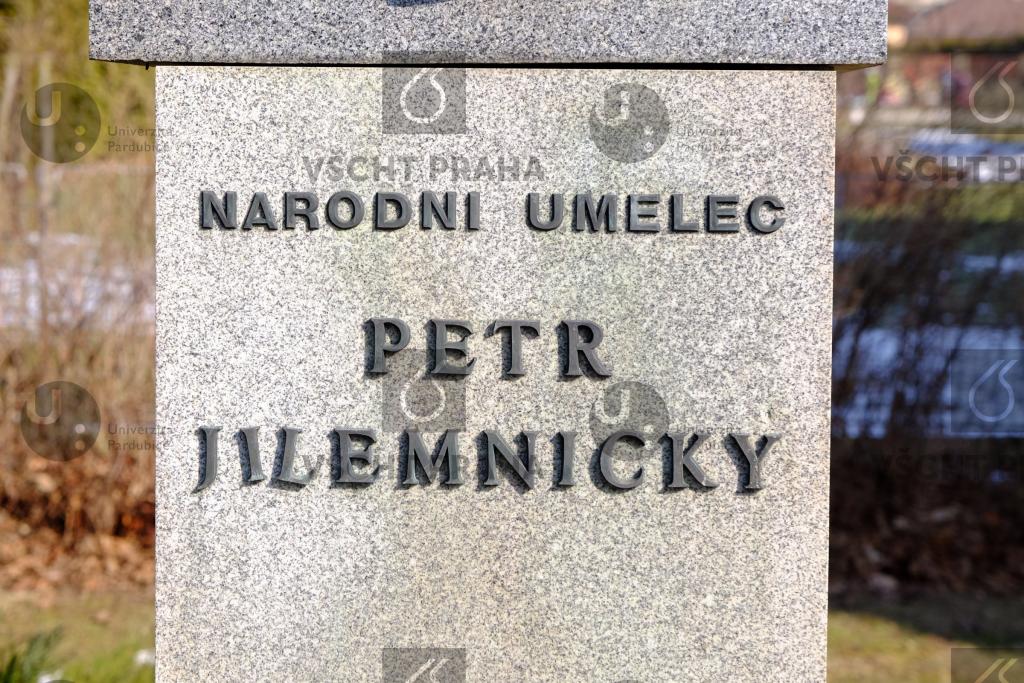 VŠCHT PRAHA
NARODNI UMELEC
PETR
JILEMNICKY